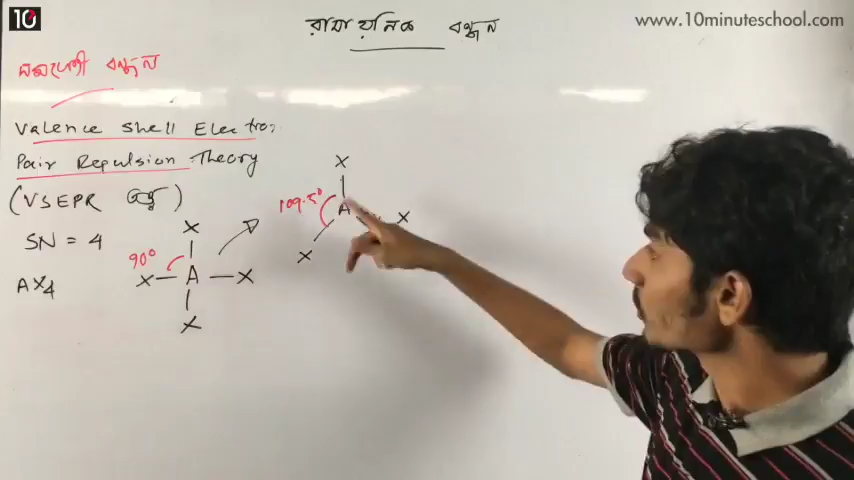 10
www.10minuteschool.com
রাসায়নিক বন্ধন
সমযোজী বন্ধন
Valence Shell Electron
Pair Repulsion Theory
(VSEPR তত্ত্ব)
SN = 4
AX4
X
90°
X — A — X
X
X
109.5°
A
X
X